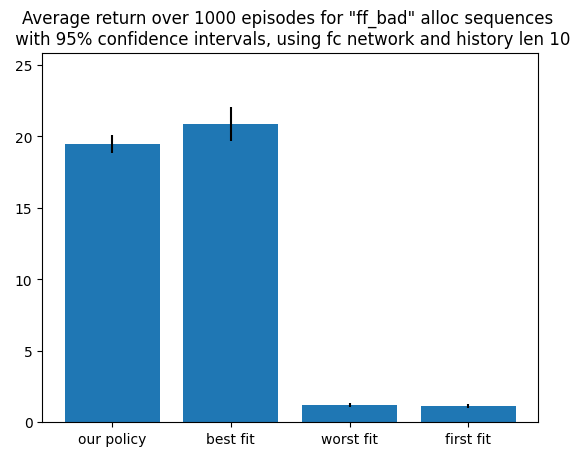 Average return over 1000 episodes for "ff_bad" alloc sequences
with 95% confidence intervals, using fc network and history len 10
25
20
15
10
5
0
our policy
best fit
worst fit
first fit